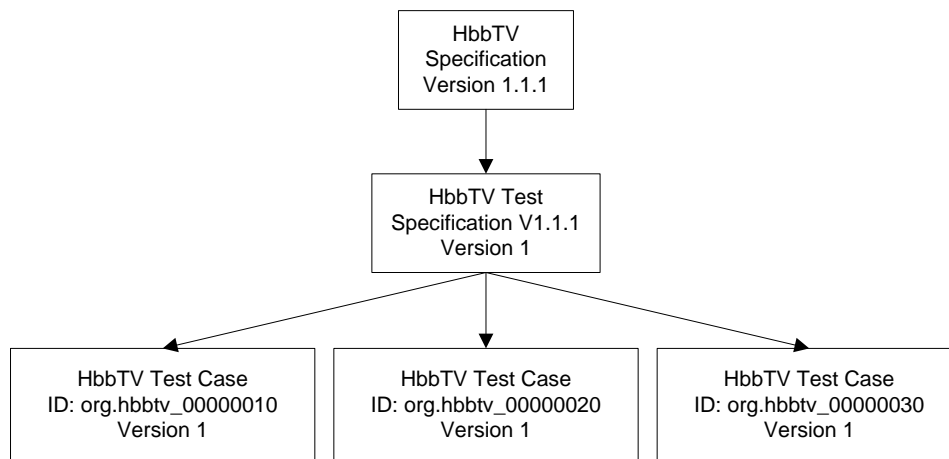 HbbTV
Specification
Version 1.1.1
HbbTV Test
Specification V1.1.1
Version 1
HbbTV Test Case
ID: org.hbbtv_00000010
Version 1
HbbTV Test Case
ID: org.hbbtv_00000020
Version 1
HbbTV Test Case
ID: org.hbbtv_00000030
Version 1